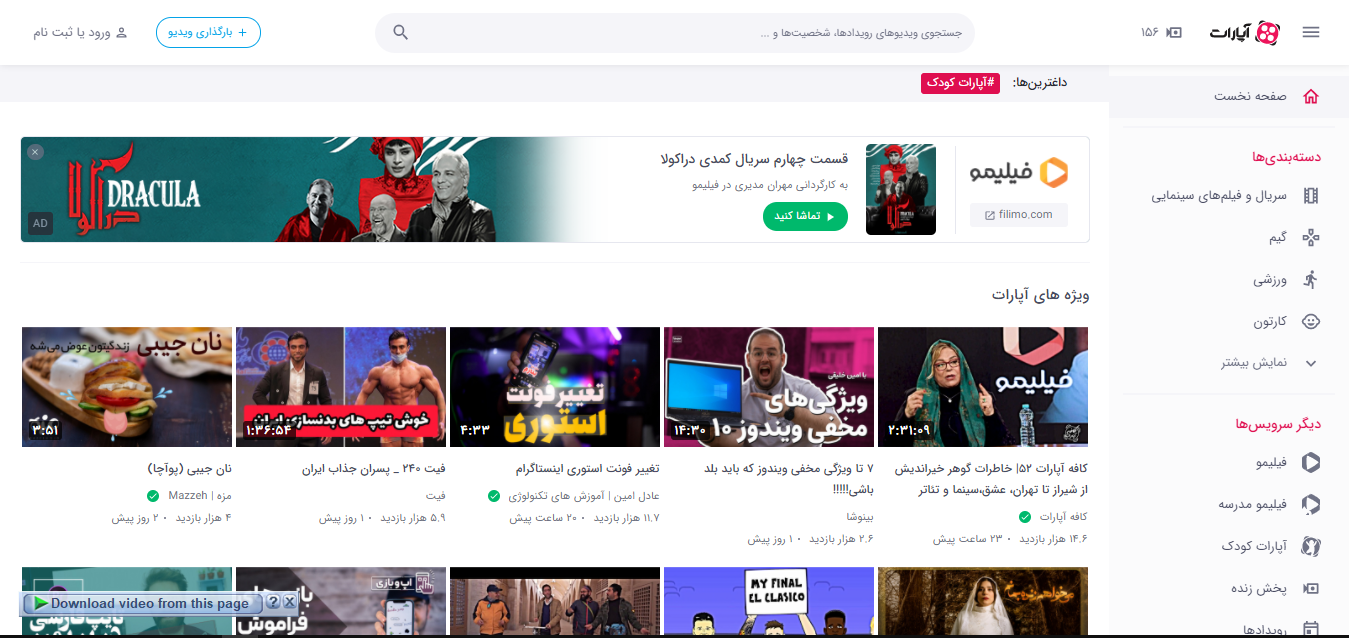 آپارات
۱۵۶
جستجوی ویدیوهای رویدادها، شخصیت‌ها و ...
+ بارگذاری ویدیو
ورود یا ثبت نام
داغترین‌ها:
#آپارات کودک
صفحه نخست
دسته‌بندی‌ها
سریال و فیلم‌های سینمایی
گیم
ورزشی
کارتون
نمایش بیشتر
دیگر سرویس‌ها
فیلیمو
فیلیمو مدرسه
آپارات کودک
پخش زنده
رویدادها
فیلیمو
filimo.com
قسمت چهارم سریال کمدی دراکولا
به کارگردانی مهران مدیری در فیلیمو
تماشا کنید
DRACULA
دراکولا
AD
ویژه های آپارات
فیلیمو
۲:۳۱:۰۹
کافه آپارات ۵۲| خاطرات گوهر خیراندیش
از شیراز تا تهران، عشق،سینما و تئاتر
کافه آپارات
۱۴.۶ هزار بازدید • ۲۳ ساعت پیش
با امین خلیقی
ویژگی‌های
مخفی ویندوز ۱۰
۱۴:۳۰
۷ تا ویژگی مخفی ویندوز که باید بلد
باشی!!!!!
بینوشا
۲.۶ هزار بازدید • ۱ روز پیش
تغییر فونت
استوری
۴:۳۳
تغییر فونت استوری اینستاگرام
عادل امین | آموزش های تکنولوژی
۱۱.۷ هزار بازدید • ۲۰ ساعت پیش
خوش تیپ های بدنسازی ایران
۱:۳۶:۵۴
فیت ۲۴۰ _ پسران جذاب ایران
فیت
۵.۹ هزار بازدید • ۱ روز پیش
نان جیبی زندگیتون عوض می‌شه
۳:۵۱
نان جیبی (پوآچا)
مزه | Mazzeh
۴ هزار بازدید • ۲ روز پیش
MY FINAL
EL CLASICO
اپ و بازی
فراموش
تایپ فارسی
Download video from this page
? X